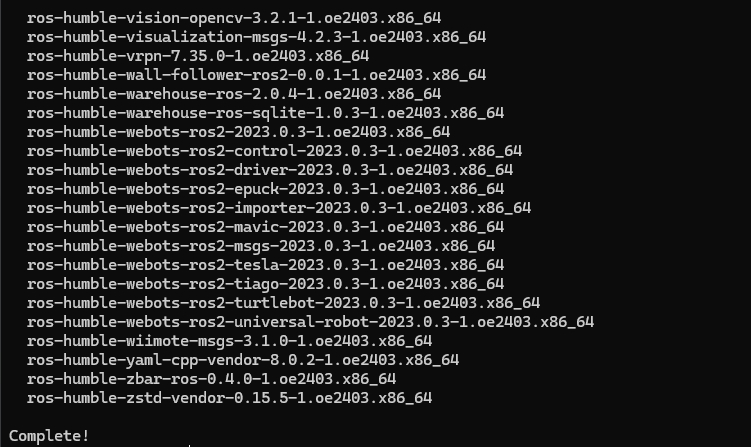 ros-humble-vision-opencv-3.2.1-1.oe2403.x86_64
ros-humble-visualization-msgs-4.2.3-1.oe2403.x86_64
ros-humble-vrpn-7.35.0-1.oe2403.x86_64
ros-humble-wall-follower-ros2-0.0.1-1.oe2403.x86_64
ros-humble-warehouse-ros-2.0.4-1.oe2403.x86_64
ros-humble-warehouse-ros-sqlite-1.0.3-1.oe2403.x86_64
ros-humble-webots-ros2-2023.0.3-1.oe2403.x86_64
ros-humble-webots-ros2-control-2023.0.3-1.oe2403.x86_64
ros-humble-webots-ros2-driver-2023.0.3-1.oe2403.x86_64
ros-humble-webots-ros2-epuck-2023.0.3-1.oe2403.x86_64
ros-humble-webots-ros2-importer-2023.0.3-1.oe2403.x86_64
ros-humble-webots-ros2-mavic-2023.0.3-1.oe2403.x86_64
ros-humble-webots-ros2-msgs-2023.0.3-1.oe2403.x86_64
ros-humble-webots-ros2-tesla-2023.0.3-1.oe2403.x86_64
ros-humble-webots-ros2-tiago-2023.0.3-1.oe2403.x86_64
ros-humble-webots-ros2-turtlebot-2023.0.3-1.oe2403.x86_64
ros-humble-webots-ros2-universal-robot-2023.0.3-1.oe2403.x86_64
ros-humble-wiimote-msgs-3.1.0-1.oe2403.x86_64
ros-humble-yaml-cpp-vendor-8.0.2-1.oe2403.x86_64
ros-humble-zbar-ros-0.4.0-1.oe2403.x86_64
ros-humble-zstd-vendor-0.15.5-1.oe2403.x86_64
Complete!